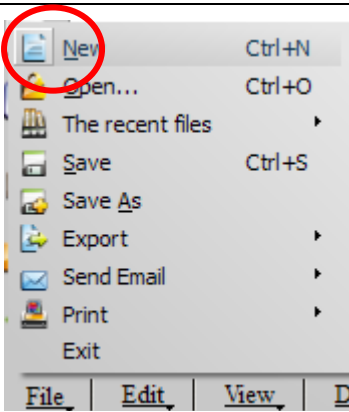 New Ctrl+N
Open... Ctrl+O
The recent files
Save Ctrl+S
Save As
Export
Send Email
Print
Exit
File Edit View D